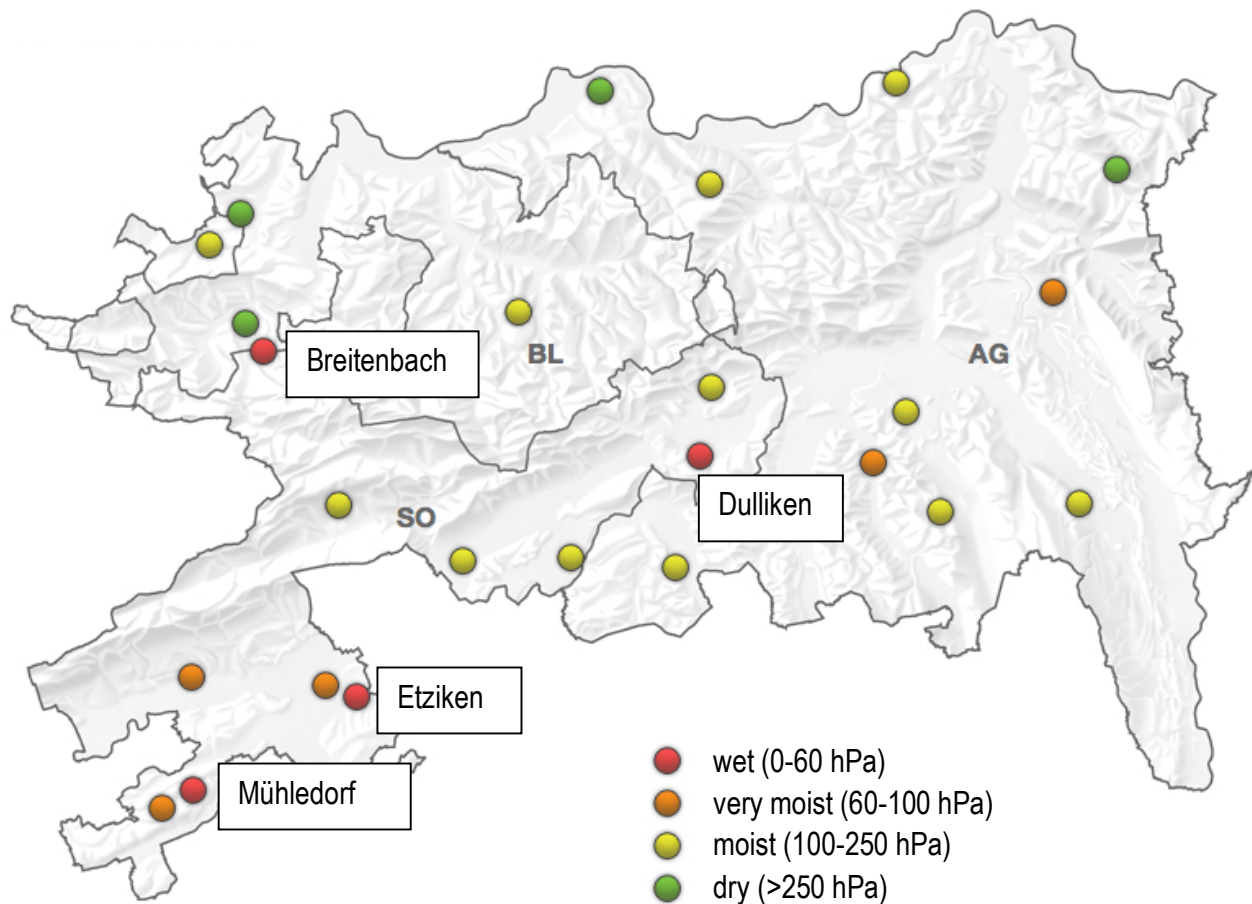 Breitenbach
BL
AG
Dulliken
SO
Etziken
Mühledorf
wet (0-60 hPa)
very moist (60-100 hPa)
moist (100-250 hPa)
dry (>250 hPa)